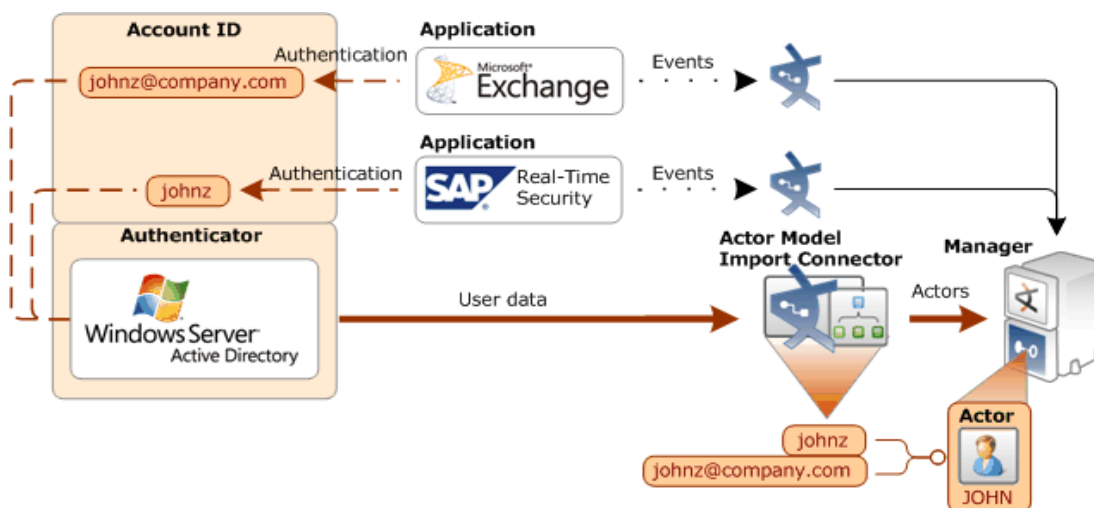 Account ID
johnz@company.com
Authentication
Application
Microsoft®
Exchange
Events
johnz
Authentication
Application
SAP®
Real-Time
Security
Events
Authenticator
Windows Server®
Active Directory
User data
Actor Model
Import Connector
Actors
Manager
johnz
johnz@company.com
Actor
JOHN